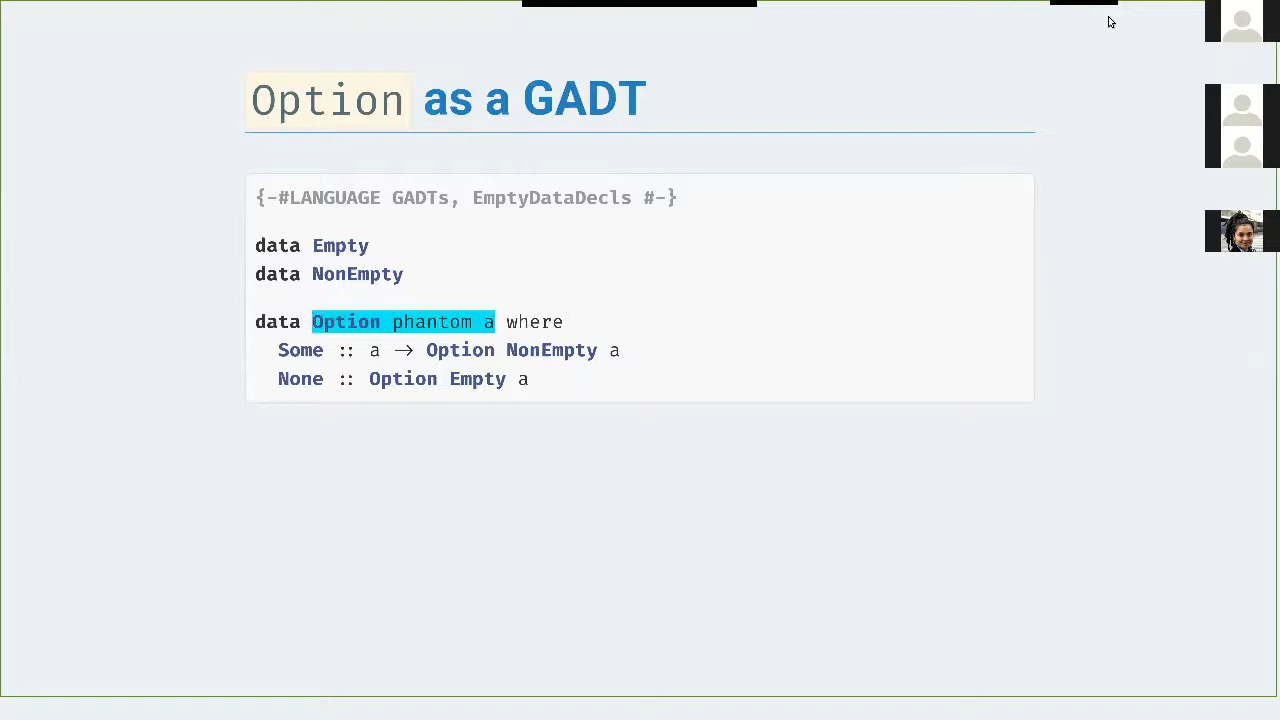 Option as a GADT
{-#LANGUAGE GADTs, EmptyDataDecls #-}
data Empty
data NonEmpty
data Option phantom a where
Some :: a → Option NonEmpty a
None :: Option Empty a